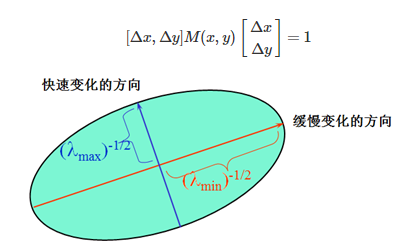 [Δx, Δy]M(x, y) [Δx Δy] = 1
快速变化的方向
缓慢变化的方向
(λmax)-1/2
(λmin)-1/2